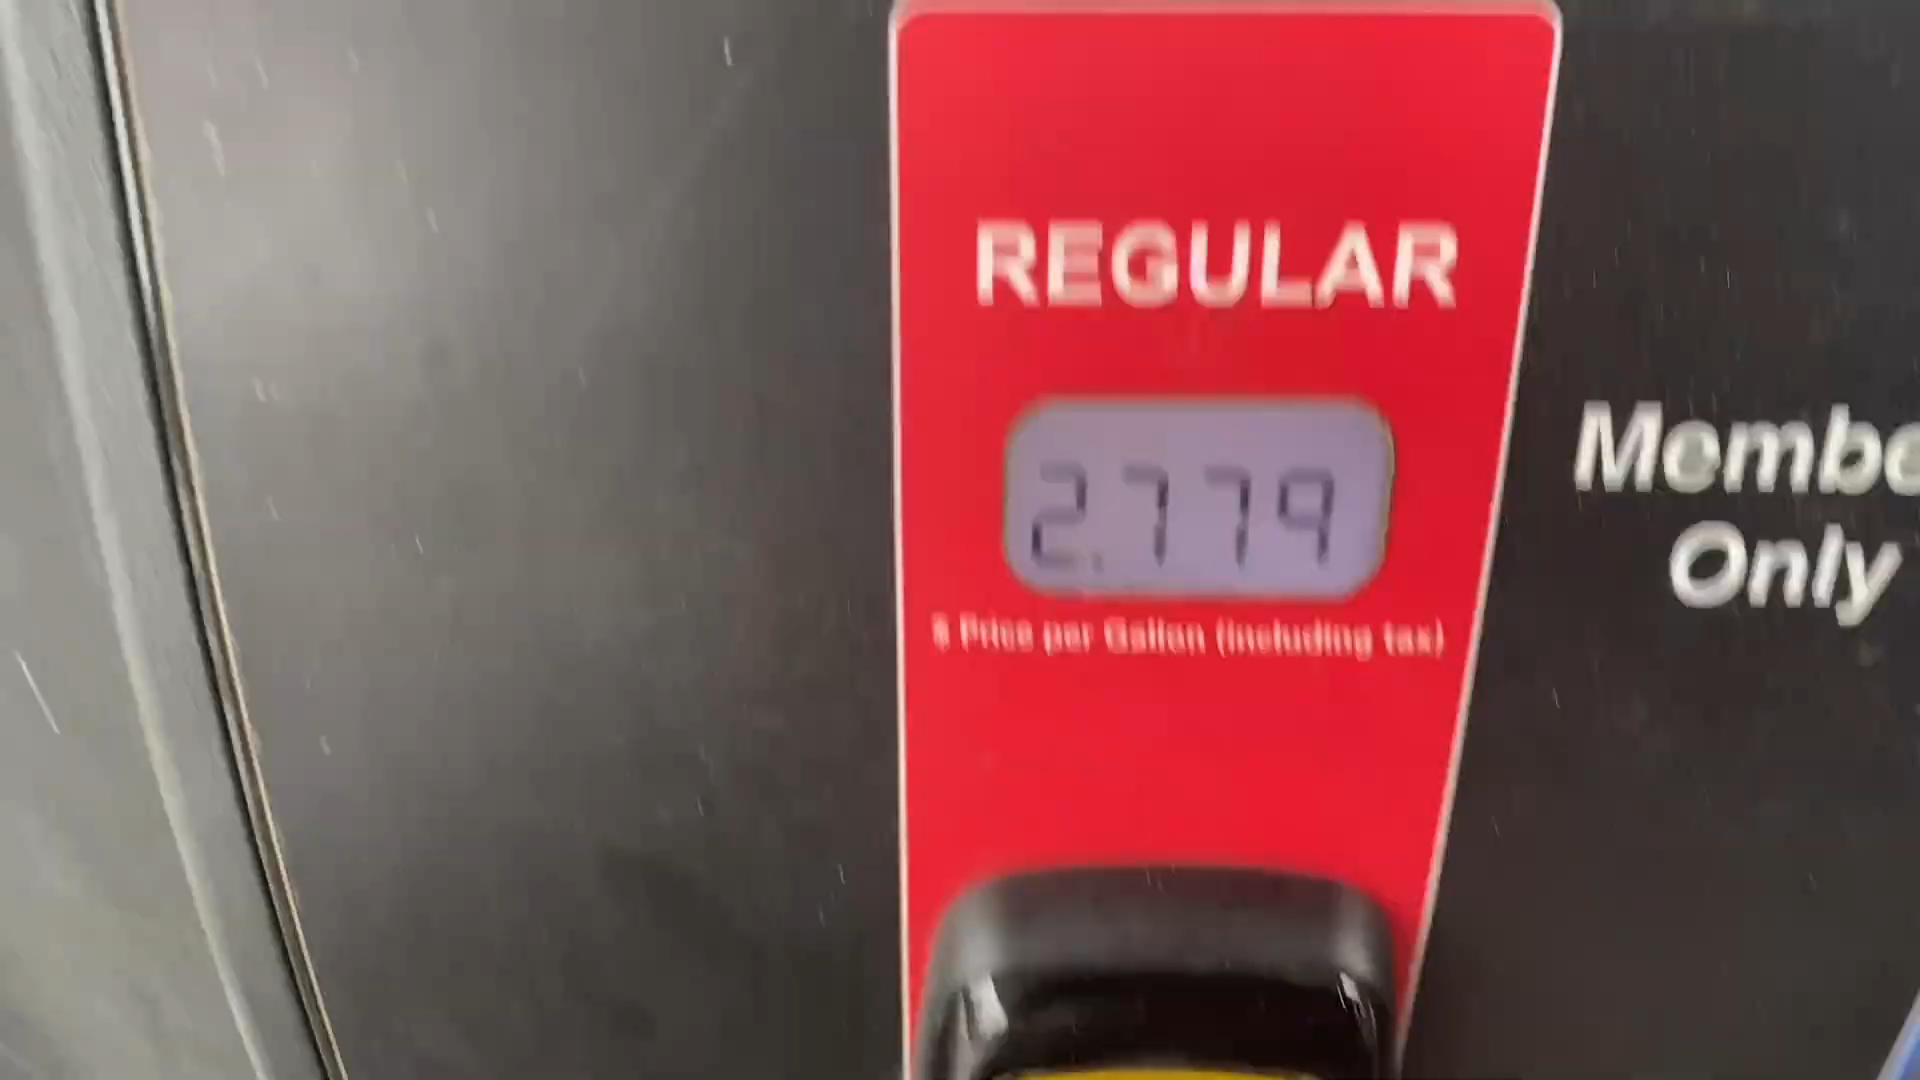 REGULAR
2.779
$ Price per Gallon (including tax)
Membe
Only